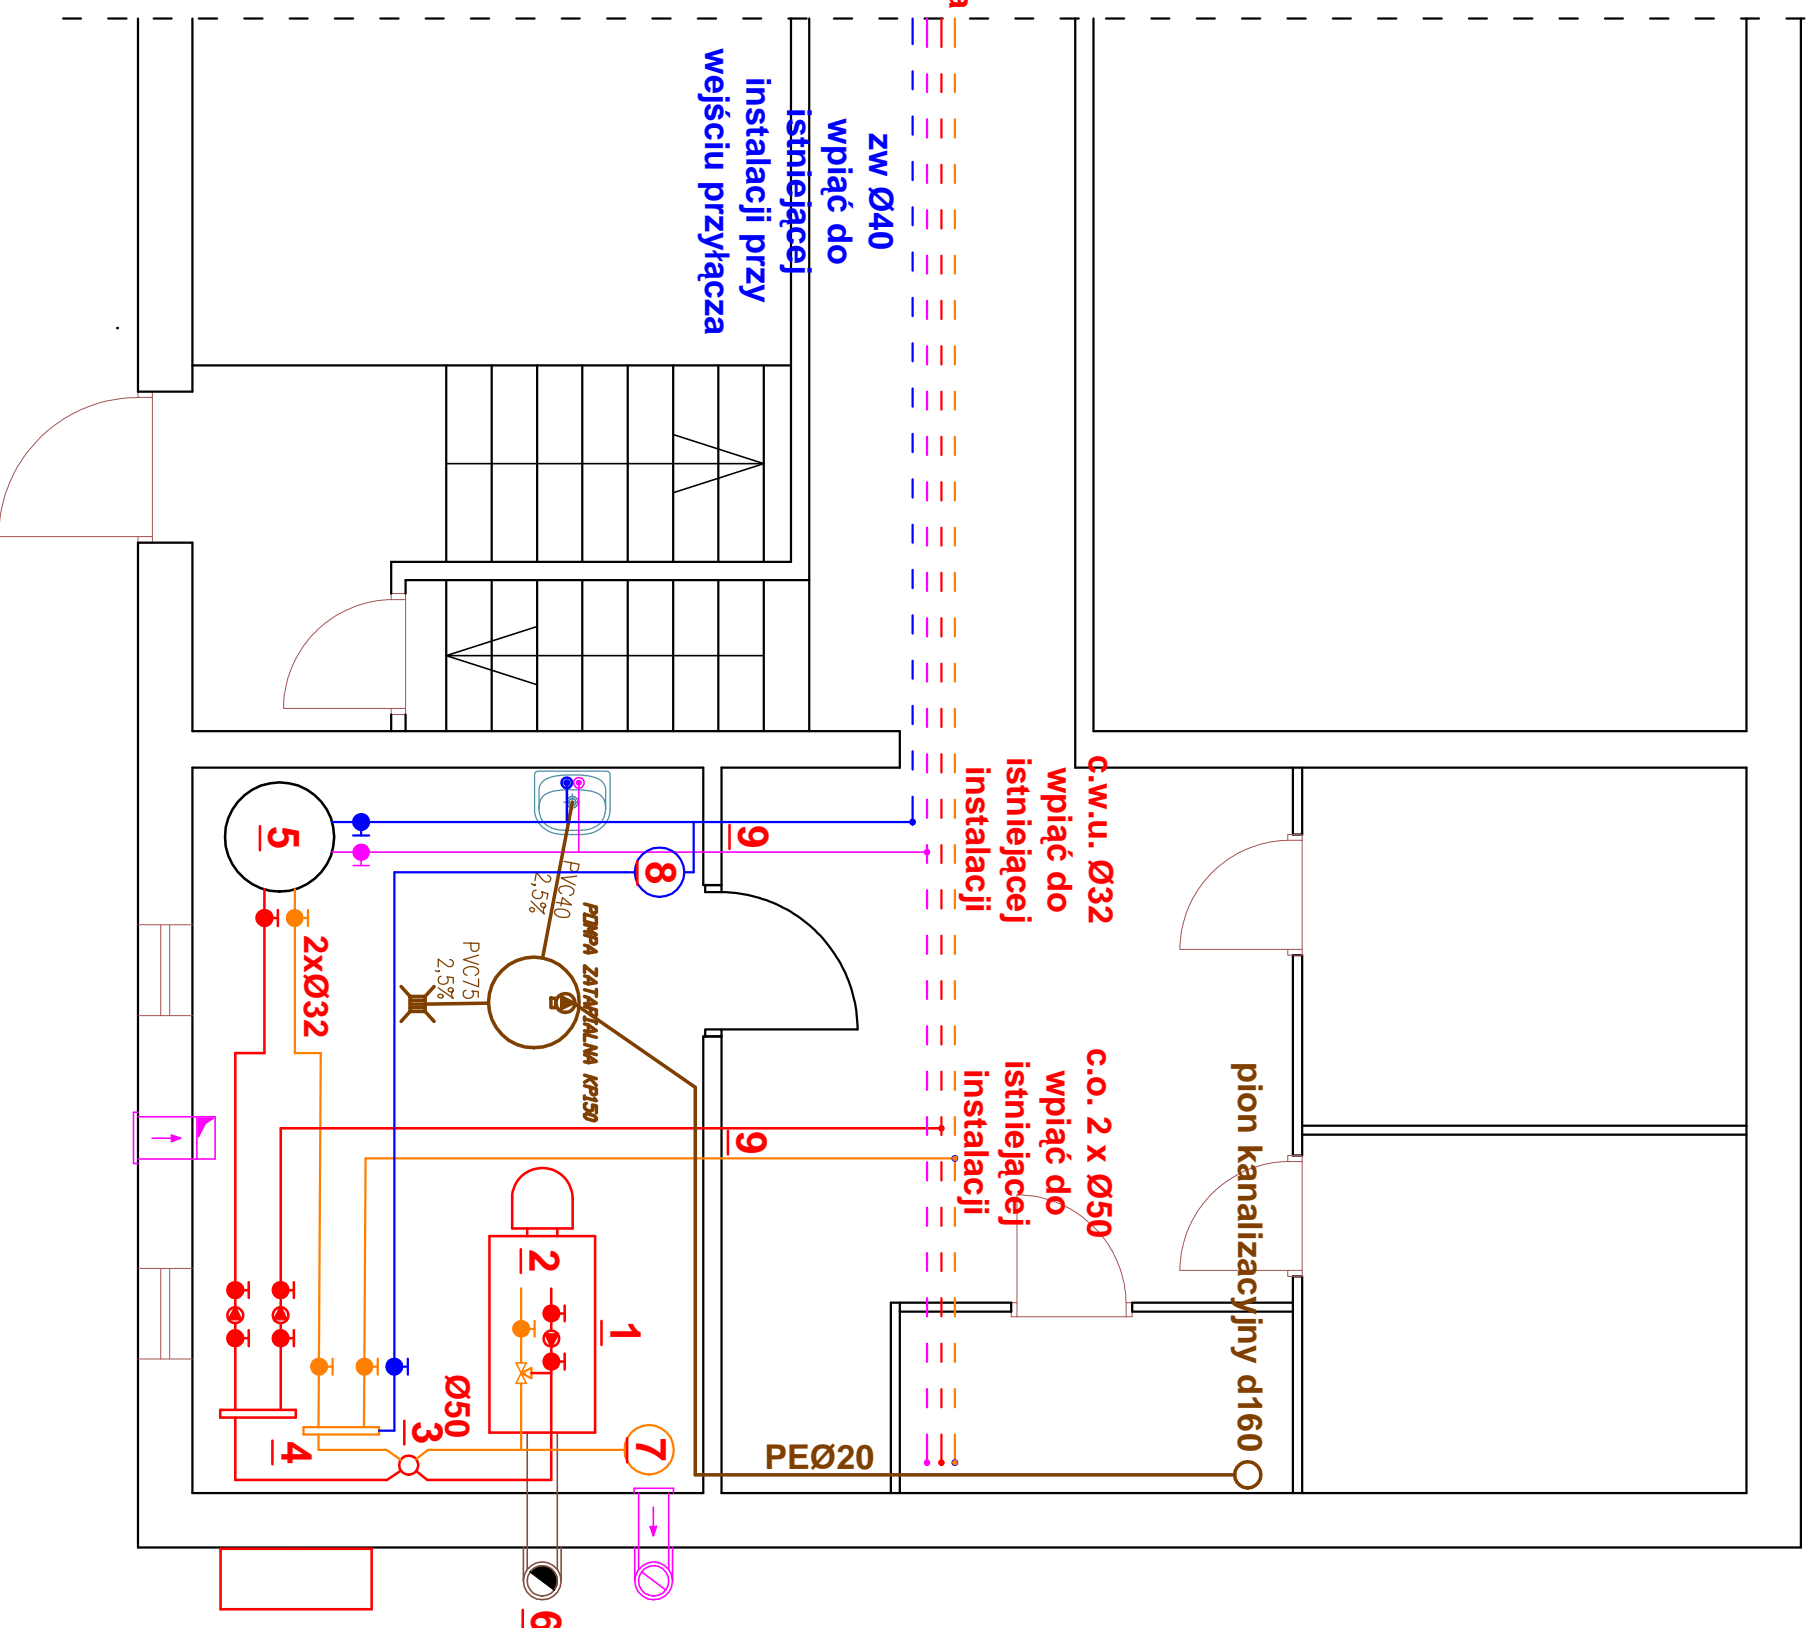 a
zw Ø40
wpiąć do
istniejącej
instalacji przy
wejściu przyłącza
c.w.u. Ø32
wpiąć do
istniejącej
instalacji
c.o. 2 x Ø50
wpiąć do
istniejącej
instalacji
pion kanalizacyjny d160
PEØ20
9
9
8
5
2xØ32
PVC40
2,5%
PVC75
2,5%
POMPA ZATAPIALNA KP150
1
2
Ø50
3
4
7
6